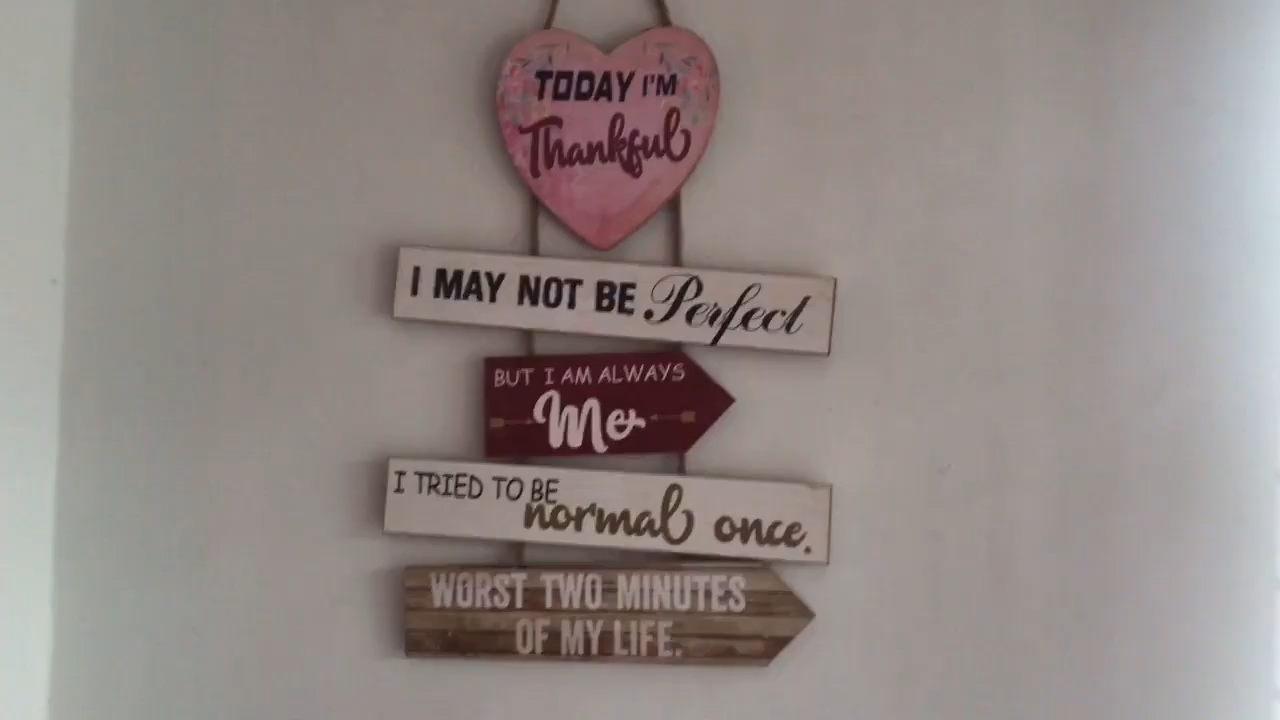 TODAY I'M
Thankful
I MAY NOT BE Perfect
BUT I AM ALWAYS
Me
I TRIED TO BE
normal once.
WORST TWO MINUTES
OF MY LIFE.